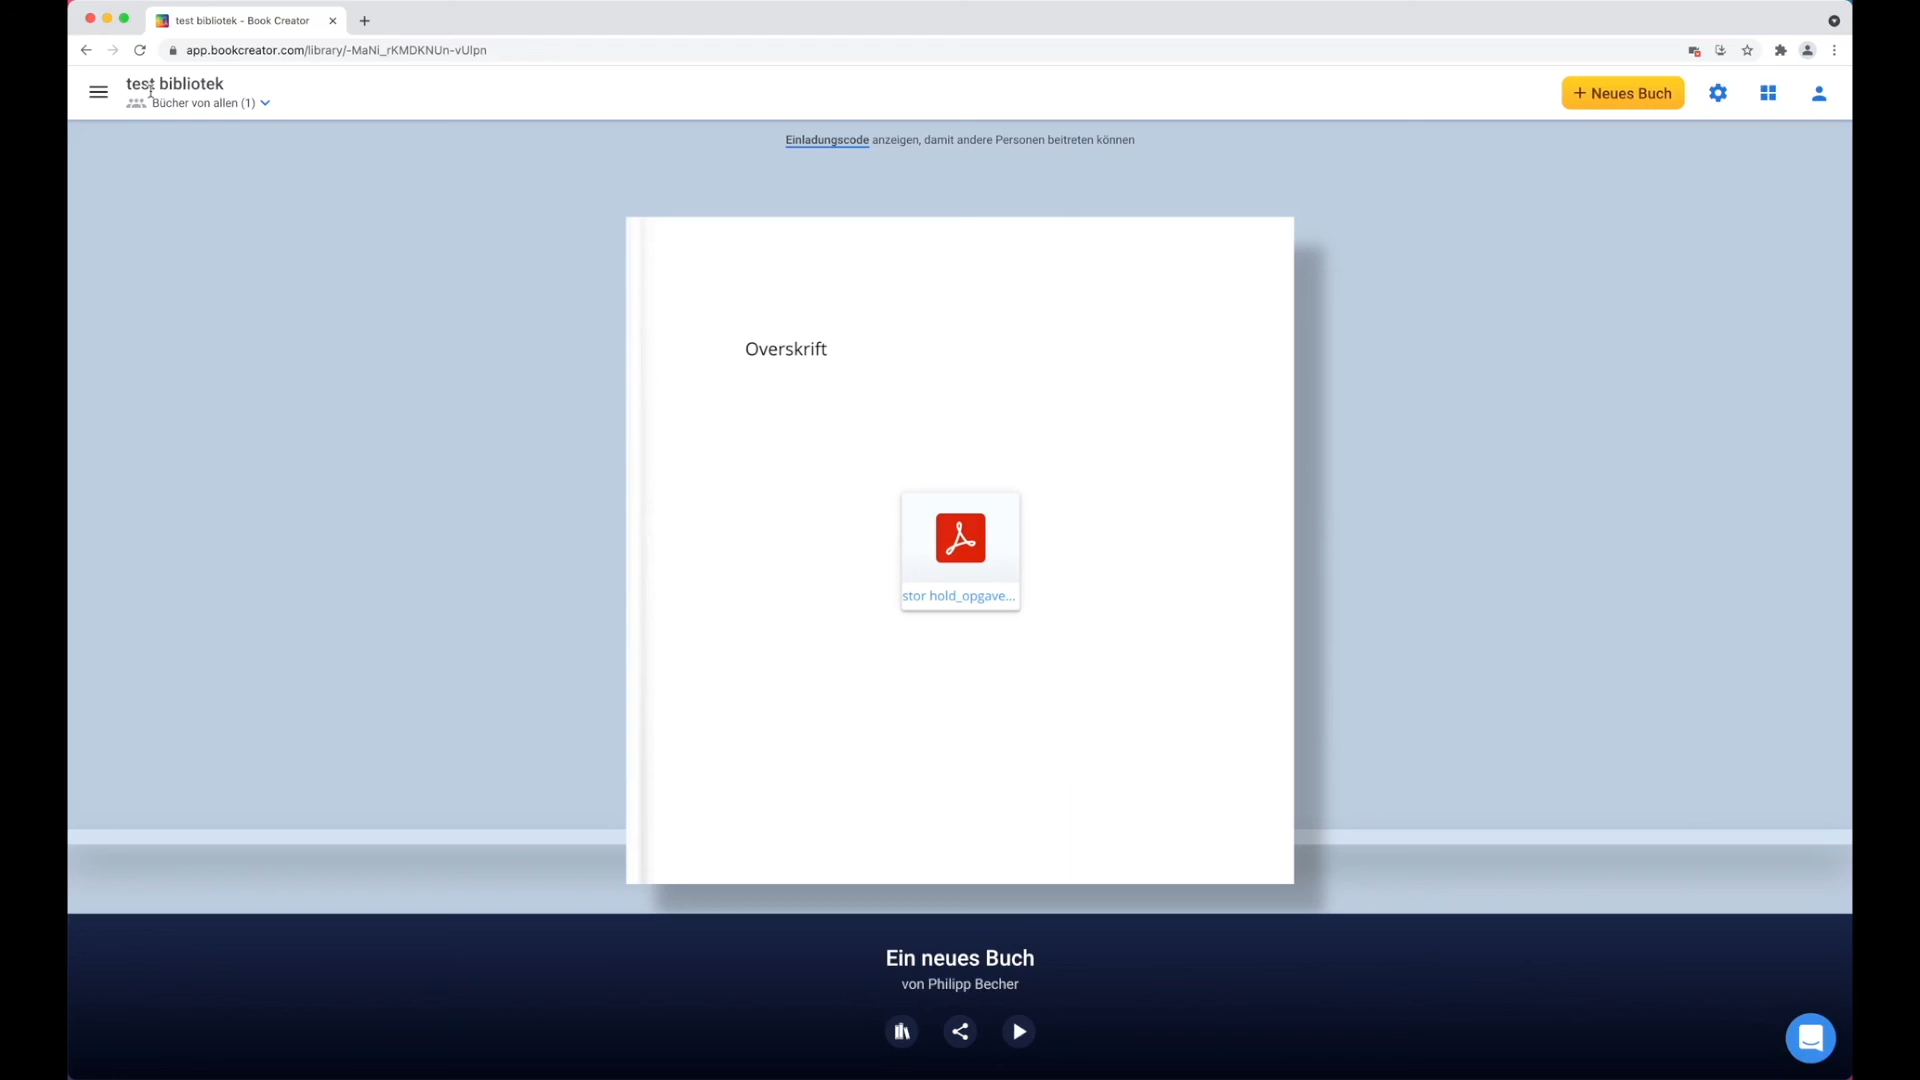 test bibliotek - Book Creator
app.bookcreator.com/library/-MaNi_rKMDKNUn-vUlpn
test bibliotek
Bücher von allen (1)
+ Neues Buch
Einladungscode anzeigen, damit andere Personen beitreten können
Overskrift
stor hold_opgave...
Ein neues Buch
von Philipp Becher